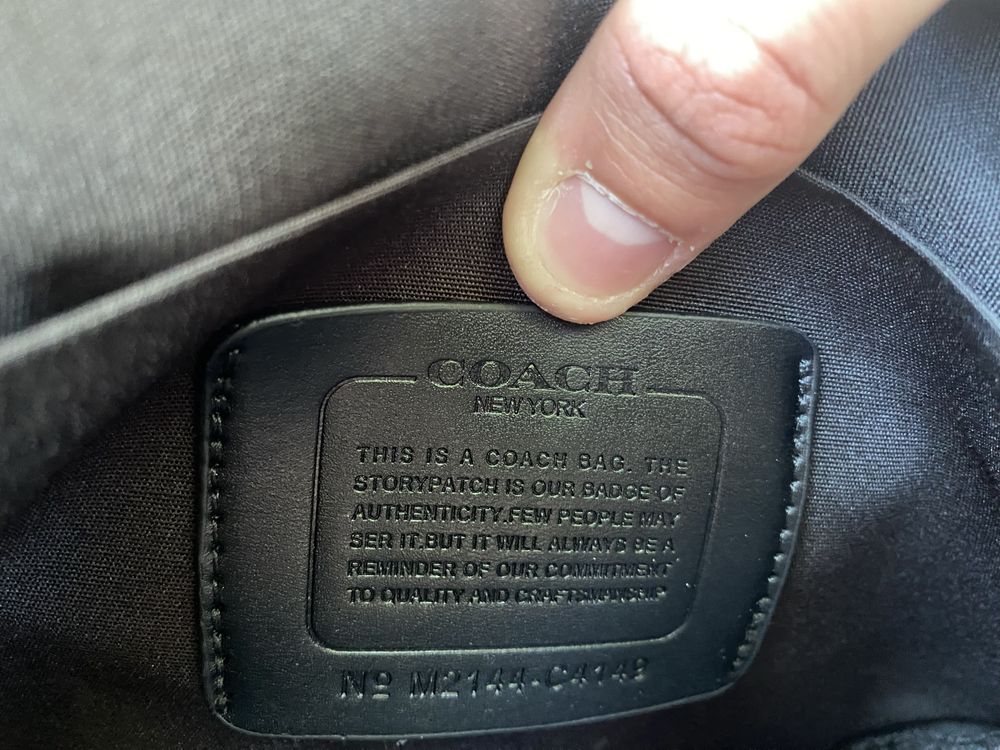 COACH
NEW YORK
THIS IS A COACH BAG. THE
STORYPATCH IS OUR BADGE OF
AUTHENTICITY.FEW PEOPLE MAY
SER IT.BUT IT WILL ALWAYS BE A
REMINDER OF OUR COMMITMENT
TO QUALITY AND CRAFTSMANSHIP
Nº M2144-C4149